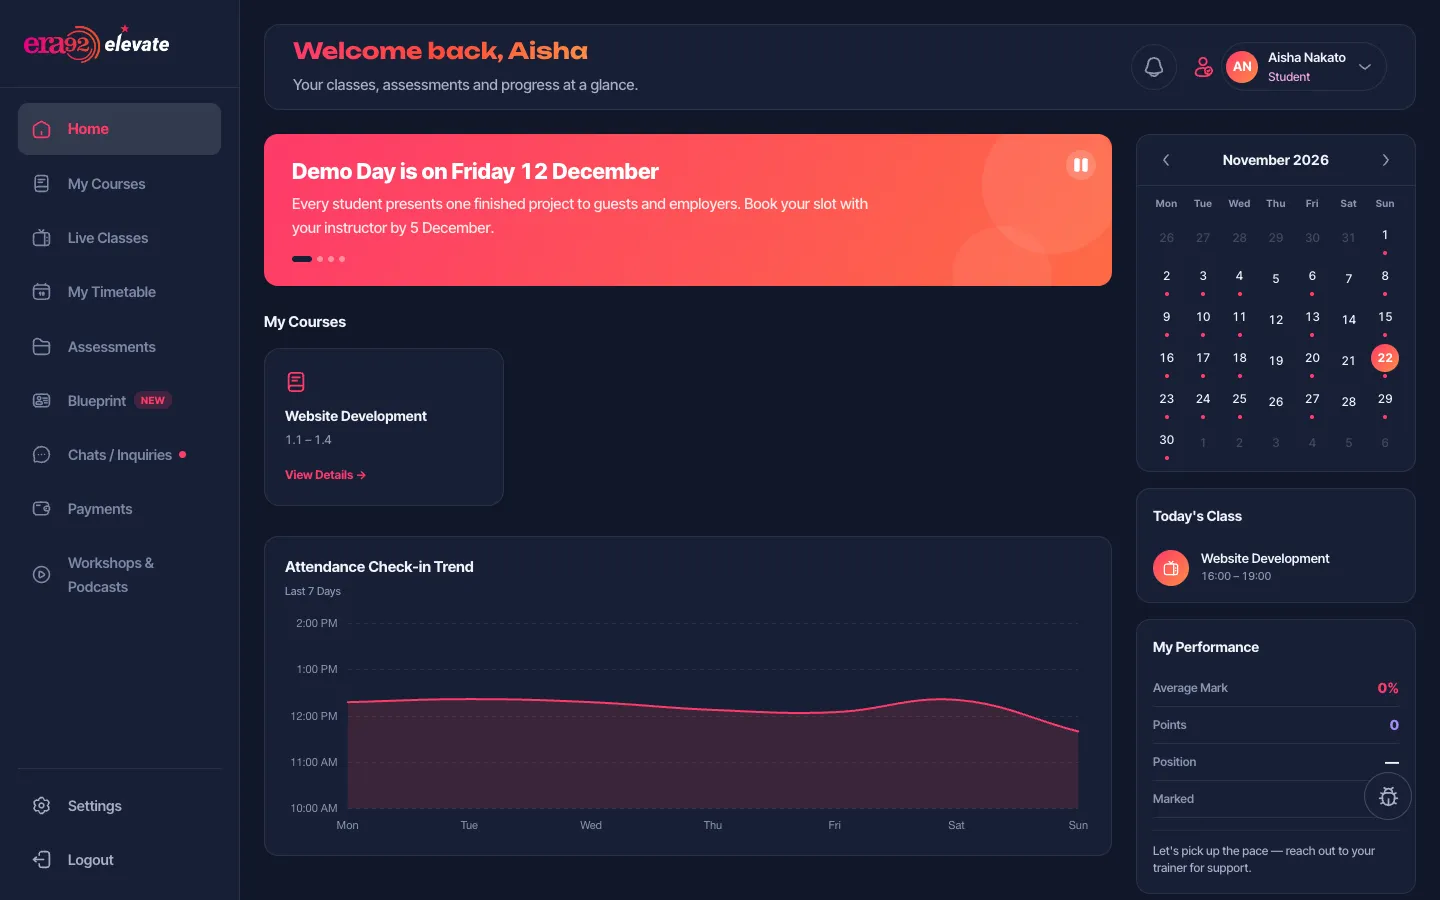 era92 elevate
Home
My Courses
Live Classes
My Timetable
Assessments
Blueprint NEW
Chats / Inquiries
Payments
Workshops &
Podcasts
Settings
Logout
Welcome back, Aisha
Your classes, assessments and progress at a glance.
AN
Aisha Nakato
Student
Demo Day is on Friday 12 December
Every student presents one finished project to guests and employers. Book your slot with
your instructor by 5 December.
My Courses
Website Development
1.1 – 1.4
View Details →
Attendance Check-in Trend
Last 7 Days
2:00 PM
1:00 PM
12:00 PM
11:00 AM
10:00 AM
Mon Tue Wed Thu Fri Sat Sun
November 2026
Mon Tue Wed Thu Fri Sat Sun
26 27 28 29 30 31 1
2 3 4 5 6 7 8
9 10 11 12 13 14 15
16 17 18 19 20 21 22
23 24 25 26 27 28 29
30 1 2 3 4 5 6
Today's Class
Website Development
16:00 – 19:00
My Performance
Average Mark 0%
Points 0
Position —
Marked
Let's pick up the pace — reach out to your
trainer for support.